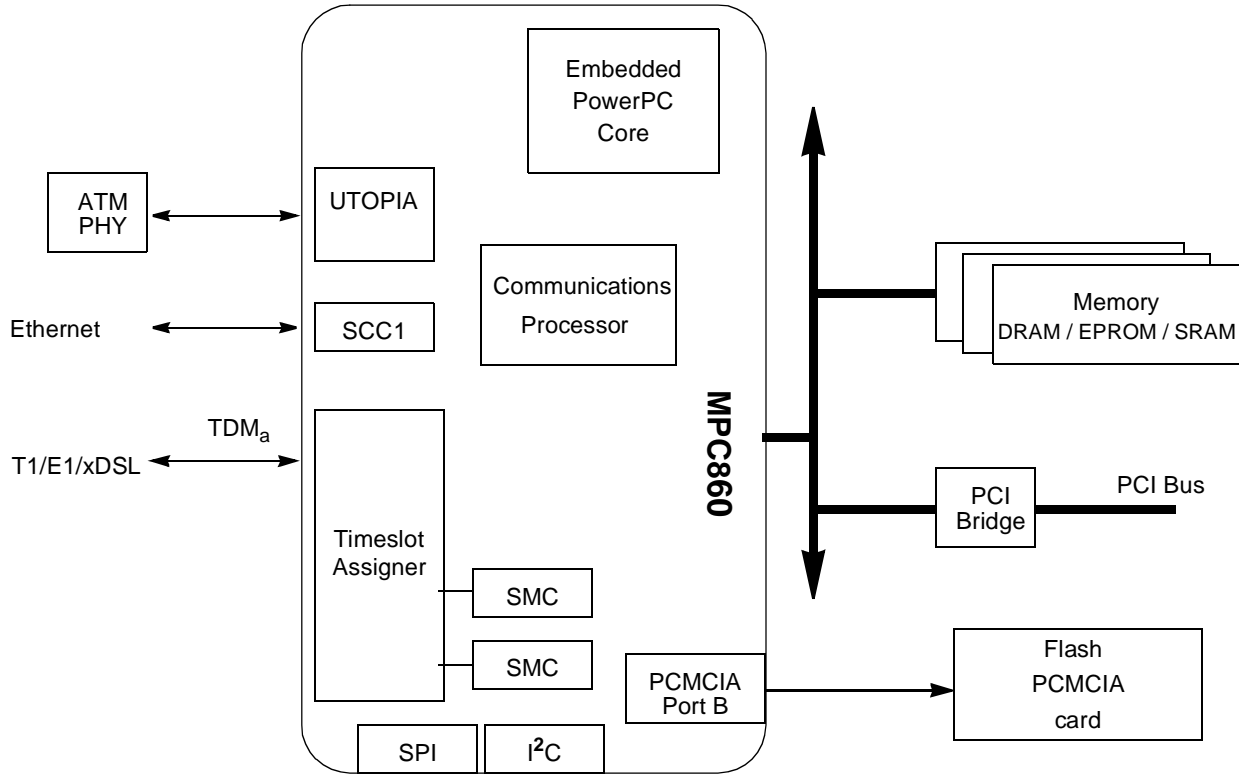 Embedded
PowerPC
Core
ATM
PHY
UTOPIA
Communications
Processor
Memory
DRAM / EPROM / SRAM
Ethernet
SCC1
MPC860
TDMa
T1/E1/xDSL
PCI
Bridge
PCI Bus
Timeslot
Assigner
SMC
SMC
PCMCIA
Port B
Flash
PCMCIA
card
SPI
I²C